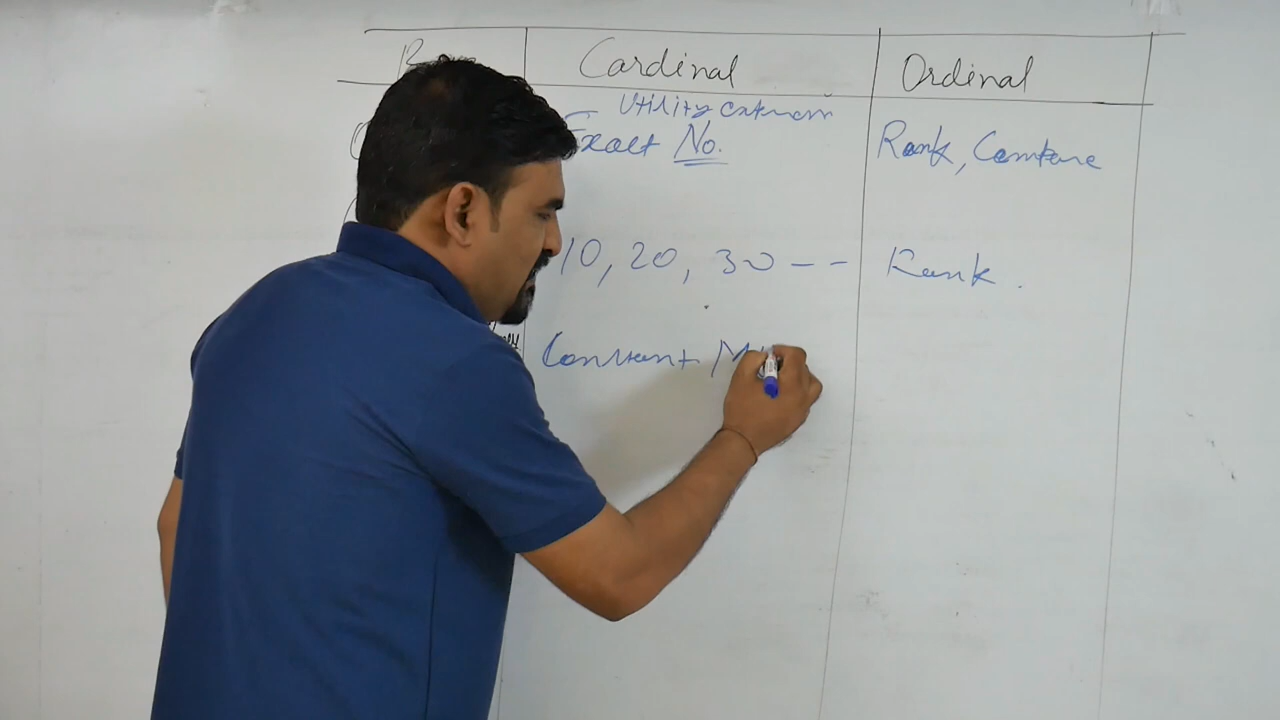 Cardinal Ordinal
Utility
Exact No. Rank, Compare
10, 20, 30 -- Rank.
Constant M